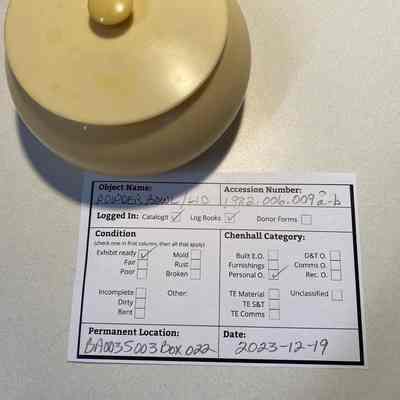 Object Name: Accession Number:
POWDER BOWL/LID 1982.006.009a-b
Logged In: CatalogIt ✓ Log Books ✓ Donor Forms
Condition Chenhall Category:
(check one in first column, then all that apply)
Exhibit ready ✓ Mold
Fair Rust
Poor Broken
Incomplete Other:
Dirty
Bent
Built E.O. D&T O.
Furnishings Comms O.
Personal O. ✓ Rec. O.
TE Material Unclassified
TE S&T
TE Comms
Permanent Location: Date:
BA003S003Box022 2023-12-19